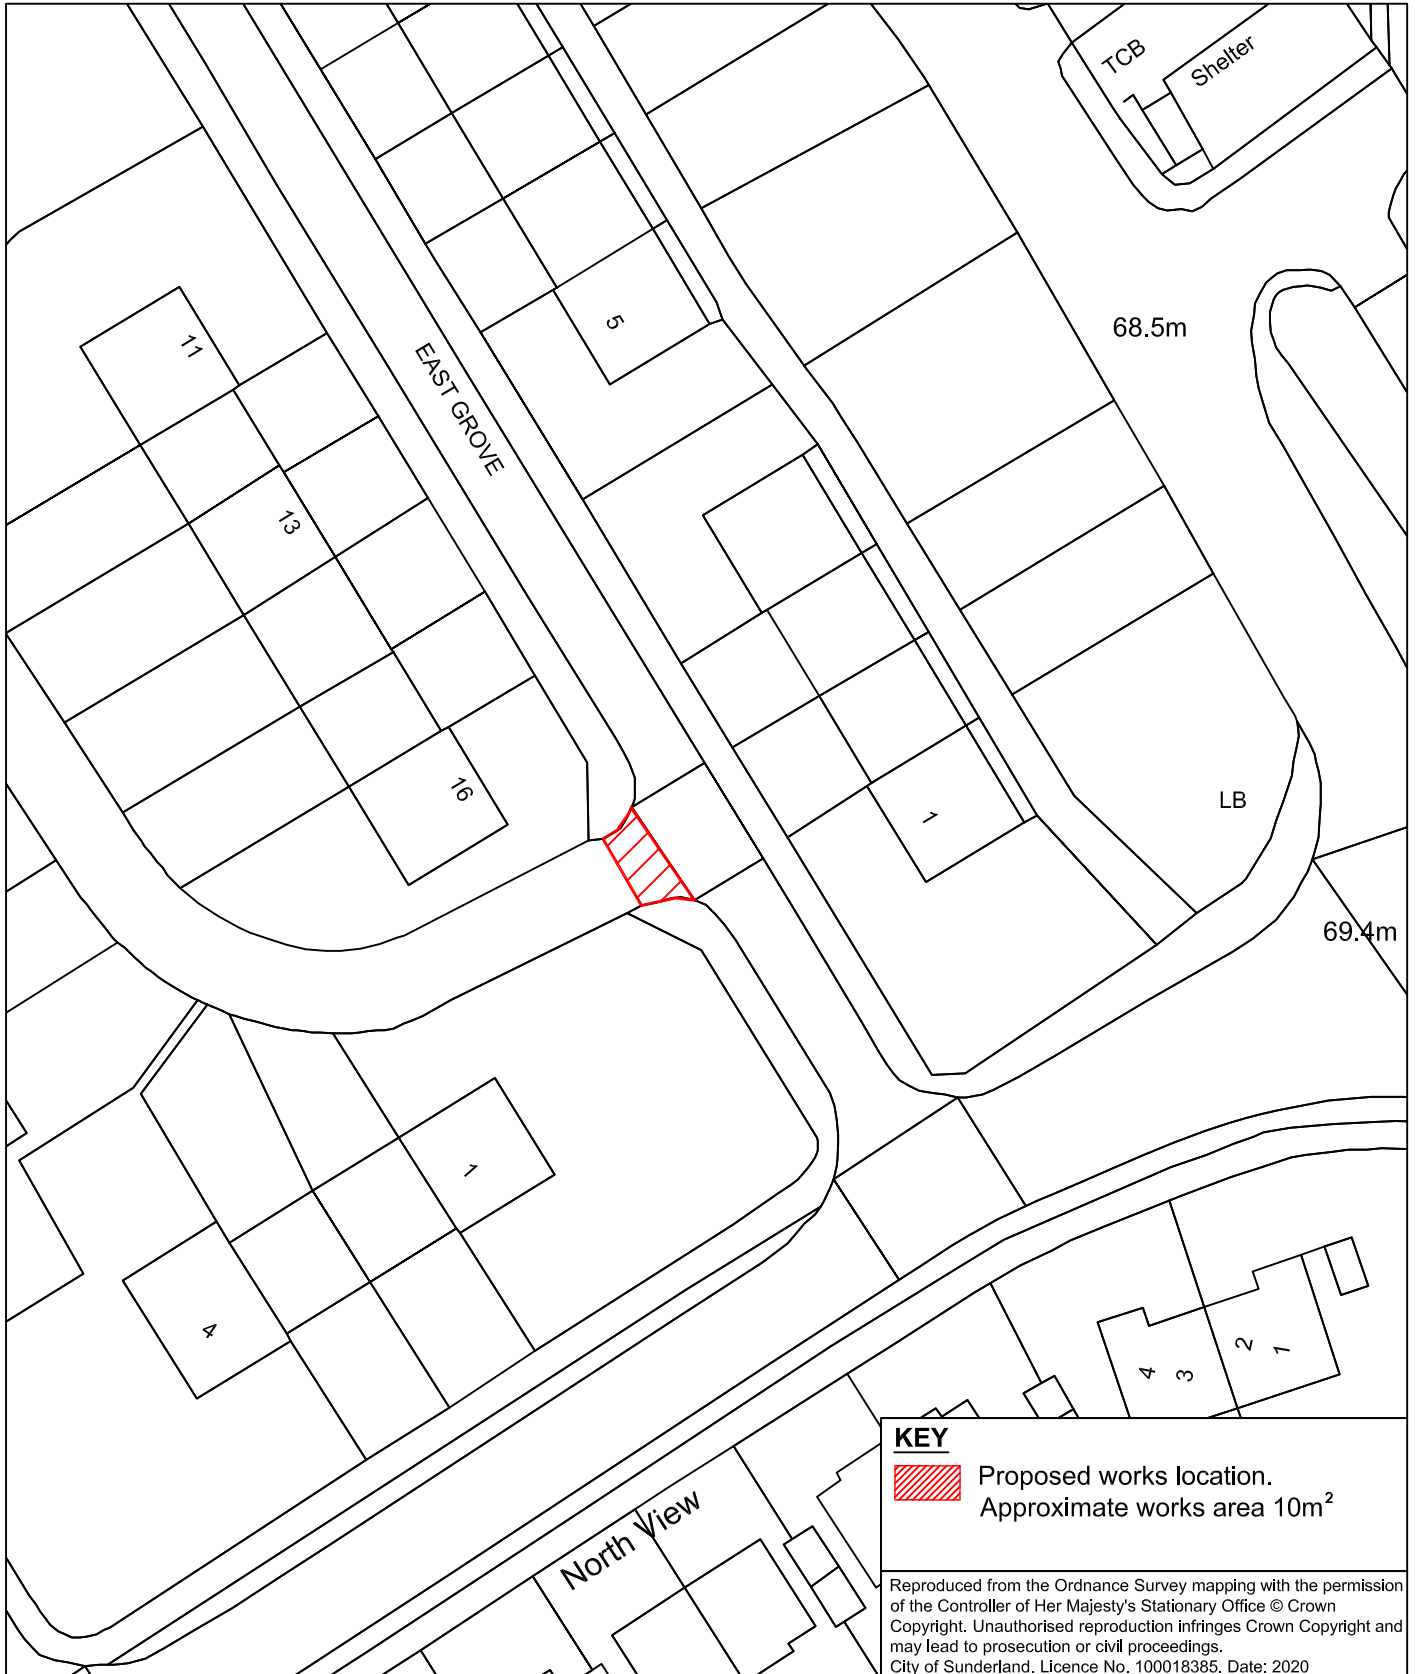 TCB
Shelter
68.5m
5
11
EAST GROVE
13
16
1
LB
69.4m
1
4
4
3
2
1
North View
KEY
Proposed works location.
Approximate works area 10m²
Reproduced from the Ordnance Survey mapping with the permission
of the Controller of Her Majesty's Stationary Office © Crown
Copyright. Unauthorised reproduction infringes Crown Copyright and
may lead to prosecution or civil proceedings.
City of Sunderland. Licence No. 100018385. Date: 2020